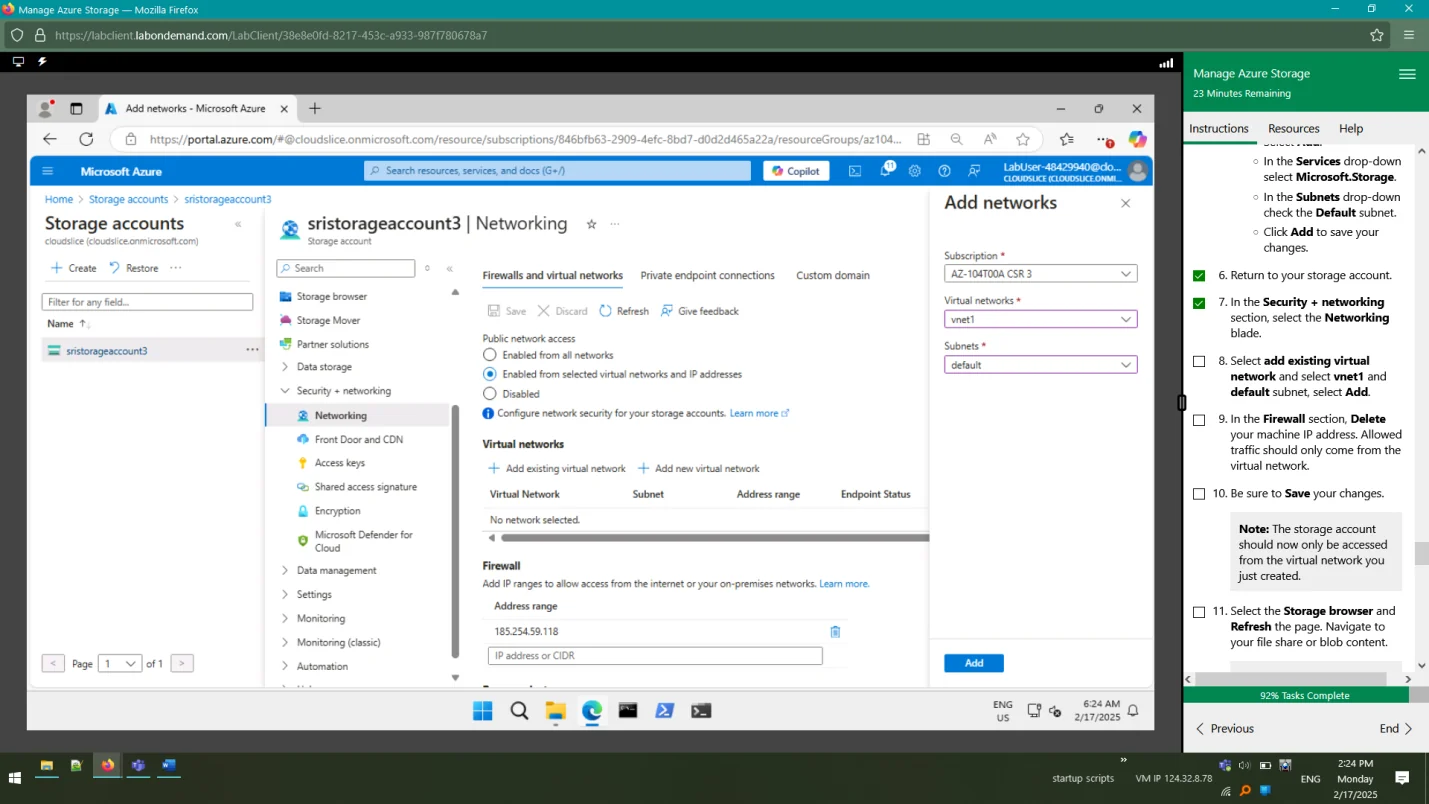 Manage Azure Storage — Mozilla Firefox
https://labclient.labondemand.com/LabClient/38e8e0fd-8217-453c-a933-987f780678a7
Manage Azure Storage
23 Minutes Remaining
Instructions Resources Help
Add networks - Microsoft Azure
https://portal.azure.com/#@cloudslice.onmicrosoft.com/resource/subscriptions/846bfb63-2909-4efc-8bd7-d0d2d465a22a/resourceGroups/az104...
Microsoft Azure
Search resources, services, and docs (G+/)
Copilot
11
LabUser-48429940@clo...
CLOUDSLICE (CLOUDSLICE.ONMI...
Home > Storage accounts > sristorageaccount3
Storage accounts
cloudslice (cloudslice.onmicrosoft.com)
Create Restore ...
Filter for any field...
Name
sristorageaccount3 ...
Page 1 of 1
sristorageaccount3 | Networking ...
Storage account
Search
Storage browser
Storage Mover
Partner solutions
Data storage
Security + networking
Networking
Front Door and CDN
Access keys
Shared access signature
Encryption
Microsoft Defender for
Cloud
Data management
Settings
Monitoring
Monitoring (classic)
Automation
Firewalls and virtual networks Private endpoint connections Custom domain
Save Discard Refresh Give feedback
Public network access
Enabled from all networks
Enabled from selected virtual networks and IP addresses
Disabled
Configure network security for your storage accounts. Learn more
Virtual networks
Add existing virtual network Add new virtual network
Virtual Network Subnet Address range Endpoint Status
No network selected.
Firewall
Add IP ranges to allow access from the internet or your on-premises networks. Learn more.
Address range
185.254.59.118
IP address or CIDR
Add networks
Subscription *
AZ-104T00A CSR 3
Virtual networks *
vnet1
Subnets *
default
Add
ENG
US
6:24 AM
2/17/2025
In the Services drop-down
select Microsoft.Storage.
In the Subnets drop-down
check the Default subnet.
Click Add to save your
changes.
6. Return to your storage account.
7. In the Security + networking
section, select the Networking
blade.
8. Select add existing virtual
network and select vnet1 and
default subnet, select Add.
9. In the Firewall section, Delete
your machine IP address. Allowed
traffic should only come from the
virtual network.
10. Be sure to Save your changes.
Note: The storage account
should now only be accessed
from the virtual network you
just created.
11. Select the Storage browser and
Refresh the page. Navigate to
your file share or blob content.
92% Tasks Complete
Previous End
startup scripts
VM IP 124.32.8.78
ENG
2:24 PM
Monday
2/17/2025